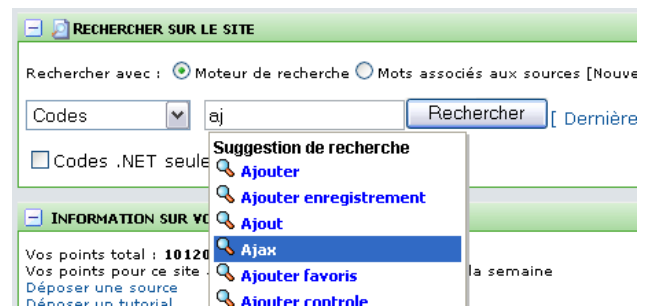 RECHERCHER SUR LE SITE
Rechercher avec : Moteur de recherche Mots associés aux sources [Nouve
Codes aj Rechercher [ Dernière
Codes .NET seule
Suggestion de recherche
Ajouter
Ajouter enregistrement
Ajout
Ajax
Ajouter favoris
Ajouter controle
INFORMATION SUR VO
Vos points total : 10120
Vos points pour ce site la semaine
Déposer une source
Déposer un tutorial